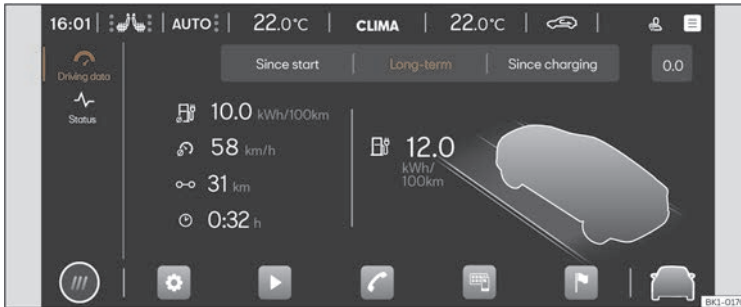 16:01 AUTO 22.0°C CLIMA 22.0°C
Driving data
Status
Since start Long-term Since charging 0.0
10.0 kWh/100km
58 km/h
31 km
0:32 h
12.0
kWh/
100km
BK1-0170